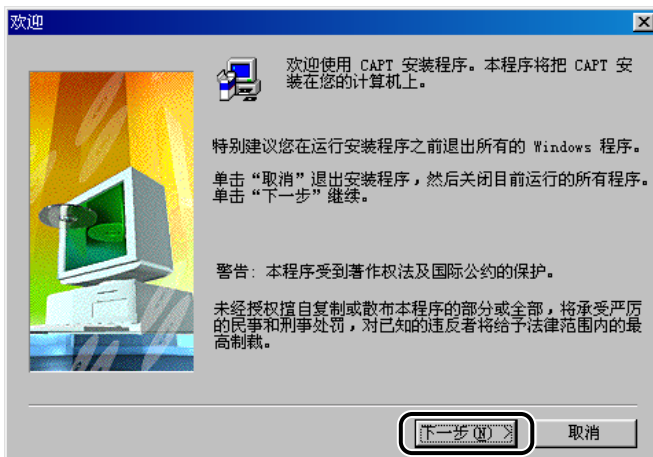 欢迎
欢迎使用 CAPT 安装程序。本程序将把 CAPT 安
装在您的计算机上。
特别建议您在运行安装程序之前退出所有的 Windows 程序。
单击“取消”退出安装程序，然后关闭目前运行的所有程序。
单击“下一步”继续。
警告: 本程序受到著作权法及国际公约的保护。
未经授权擅自复制或散布本程序的部分或全部，将承受严厉
的民事和刑事处罚，对已知的违反者将给予法律范围内的最
高制裁。
下一步(N) >
取消